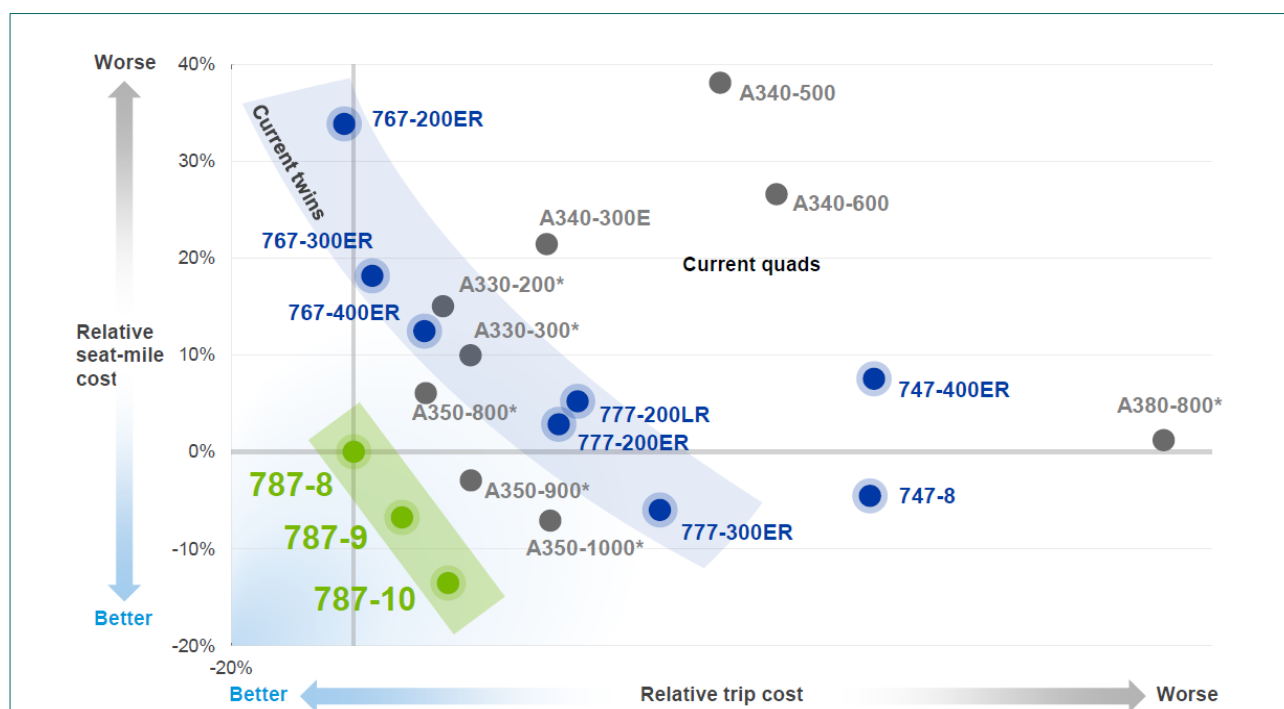 Worse
40%
A340-500
767-200ER
Current twins
30%
A340-600
A340-300E
767-300ER
20%
Current quads
A330-200*
767-400ER
A330-300*
Relative
seat-mile
cost
10%
747-400ER
A350-800*
777-200LR
A380-800*
777-200ER
0%
787-8
A350-900*
747-8
787-9
777-300ER
A350-1000*
-10%
787-10
Better
-20%
-20%
Better
Relative trip cost
Worse